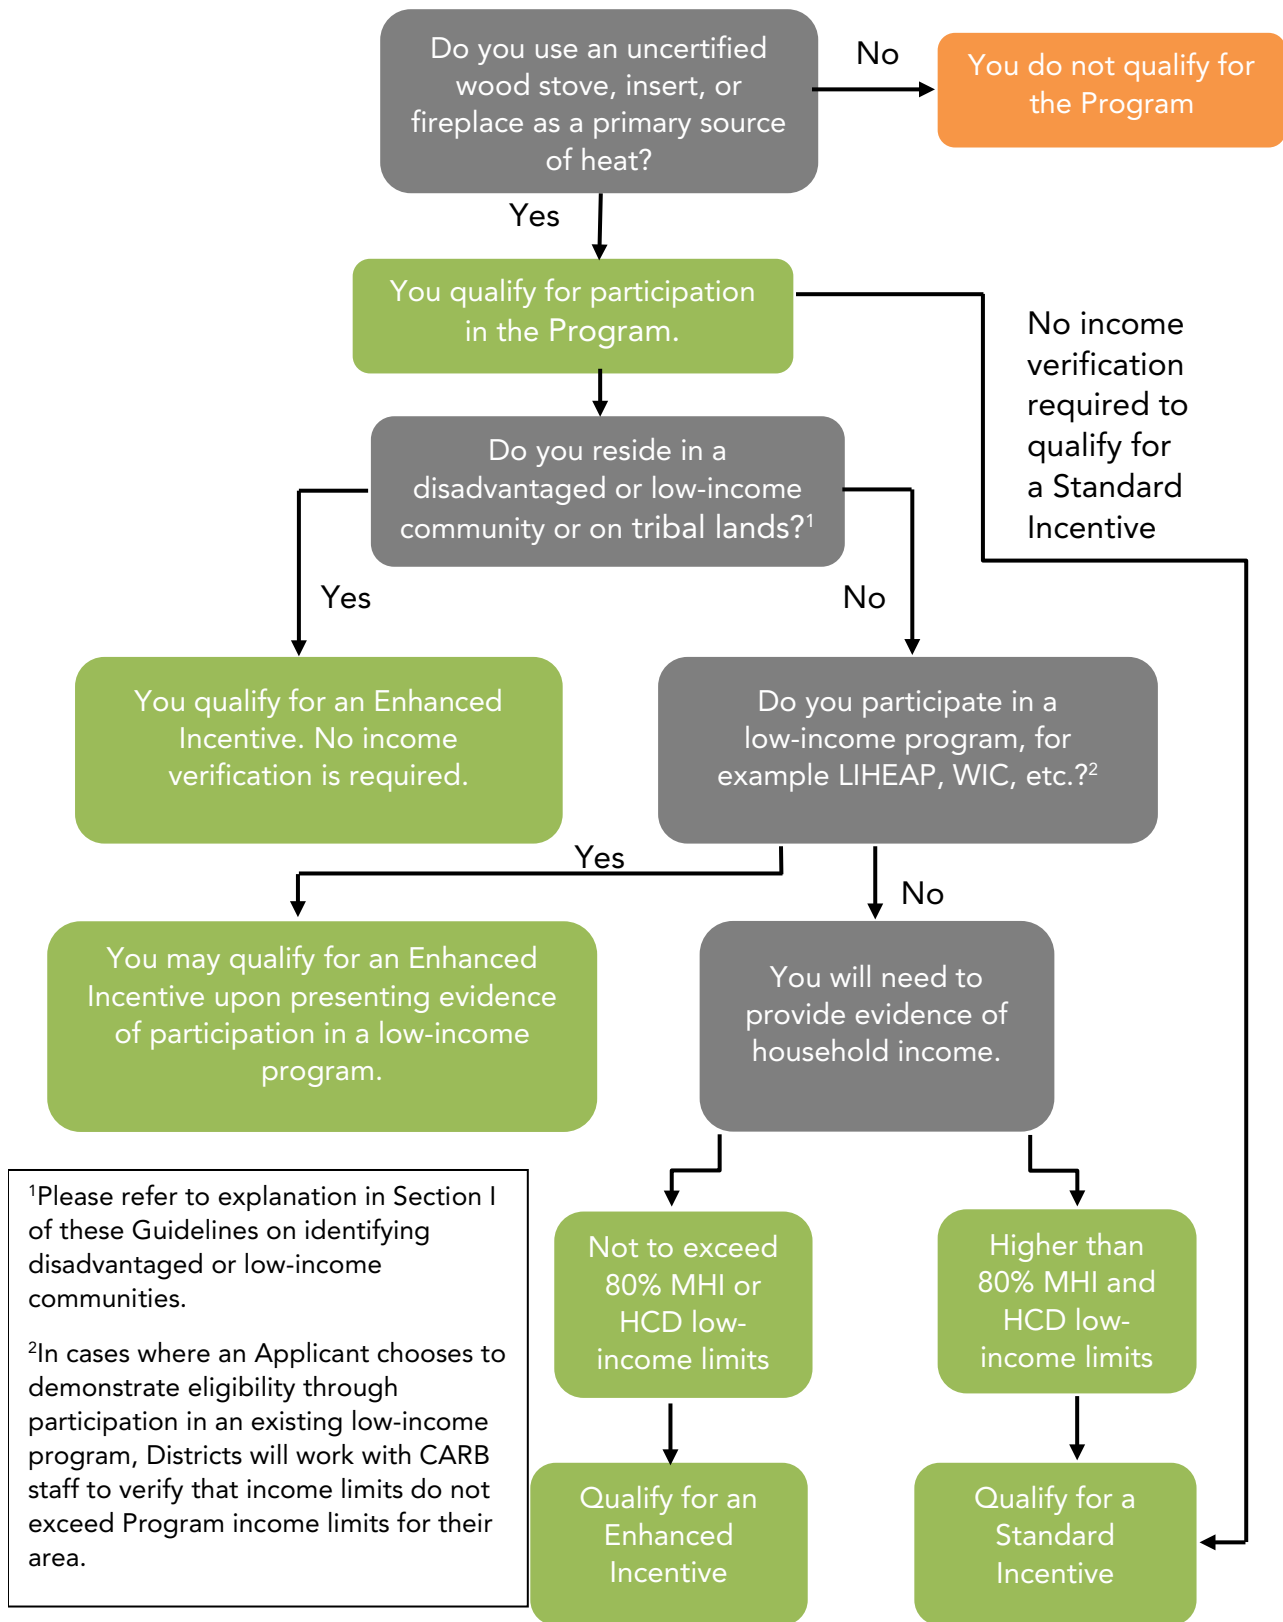 Do you use an uncertified
wood stove, insert, or
fireplace as a primary source
of heat?
No
You do not qualify for
the Program
Yes
You qualify for participation
in the Program.
No income
verification
required to
qualify for
a Standard
Incentive
Do you reside in a
disadvantaged or low-income
community or on tribal lands?1
Yes
No
You qualify for an Enhanced
Incentive. No income
verification is required.
Do you participate in a
low-income program, for
example LIHEAP, WIC, etc.?2
Yes
No
You may qualify for an Enhanced
Incentive upon presenting evidence
of participation in a low-income
program.
You will need to
provide evidence of
household income.
1Please refer to explanation in Section I
of these Guidelines on identifying
disadvantaged or low-income
communities.
2In cases where an Applicant chooses to
demonstrate eligibility through
participation in an existing low-income
program, Districts will work with CARB
staff to verify that income limits do not
exceed Program income limits for their
area.
Not to exceed
80% MHI or
HCD low-
income limits
Higher than
80% MHI and
HCD low-
income limits
Qualify for an
Enhanced
Incentive
Qualify for a
Standard
Incentive